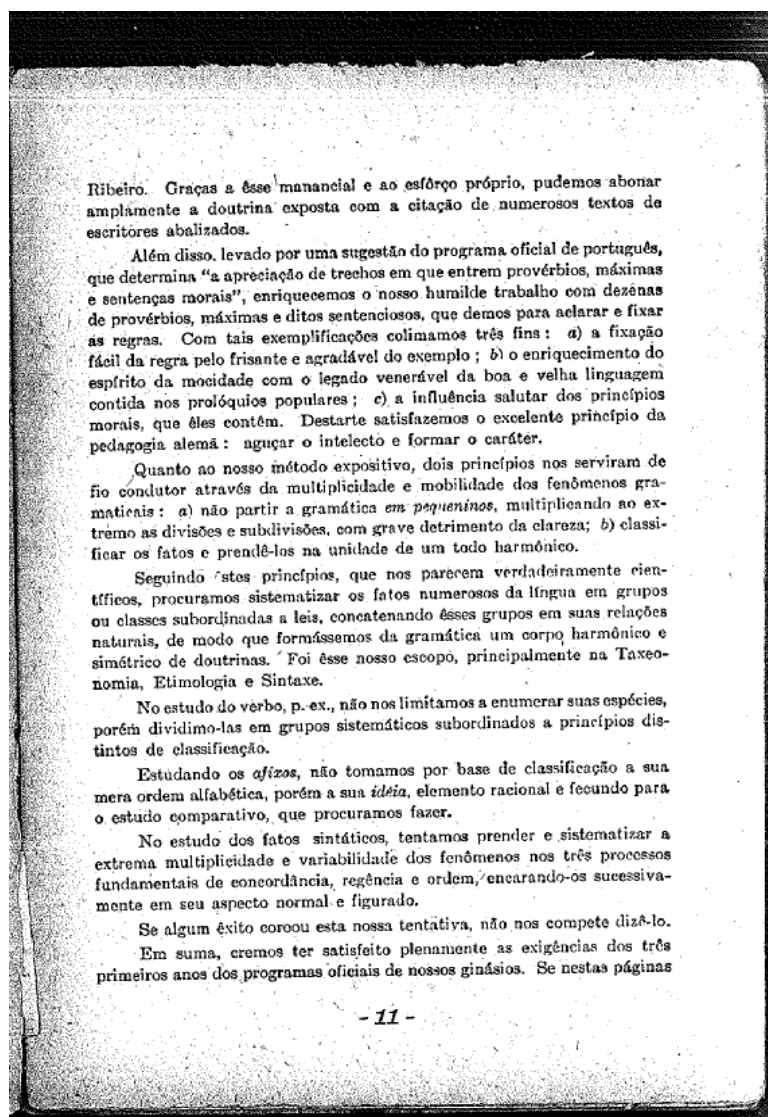 Ribeiro. Graças a êsse manancial e ao esfôrço próprio, pudemos abonar
amplamente a doutrina exposta com a citação de numerosos textos de
escritores abalizados.
Além disso, levado por uma sugestão do programa oficial de português,
que determina “a apreciação de trechos em que entrem provérbios, máximas
e sentenças morais”, enriquecemos o nosso humilde trabalho com dezenas
de provérbios, máximas e ditos sentenciosos, que demos para aclarar e fixar
as regras. Com tais exemplificações colimamos três fins : a) a fixação
fácil da regra pelo frisante e agradável do exemplo ; b) o enriquecimento do
espírito da mocidade com o legado venerável da boa e velha linguagem
contida nos prolóquios populares ; c) a influência salutar dos princípios
morais, que êles contêm. Destarte satisfazemos o excelente princípio da
pedagogia alemã : aguçar o intelecto e formar o caráter.
Quanto ao nosso método expositivo, dois princípios nos serviram de
fio condutor através da multiplicidade e mobilidade dos fenômenos gra-
maticais : a) não partir a gramática em pequeninos, multiplicando ao ex-
tremo as divisões e subdivisões, com grave detrimento da clareza; b) classi-
ficar os fatos e prendê-los na unidade de um todo harmônico.
Seguindo êstes princípios, que nos parecem verdadeiramente cien-
tíficos, procuramos sistematizar os fatos numerosos da língua em grupos
ou classes subordinadas a leis, concatenando êsses grupos em suas relações
naturais, de modo que formássemos da gramática um corpo harmônico e
simétrico de doutrinas. Foi êsse nosso escopo, principalmente na Taxeo-
nomia, Etimologia e Sintaxe.
No estudo do verbo, p. ex., não nos limitamos a enumerar suas espécies,
porém dividimo-las em grupos sistemáticos subordinados a princípios dis-
tintos de classificação.
Estudando os afixos, não tomamos por base de classificação a sua
mera ordem alfabética, porém a sua idéia, elemento racional e fecundo para
o estudo comparativo, que procuramos fazer.
No estudo dos fatos sintáticos, tentamos prender e sistematizar a
extrema multiplicidade e variabilidade dos fenômenos nos três processos
fundamentais de concordância, regência e ordem, encarando-os sucessiva-
mente em seu aspecto normal e figurado.
Se algum êxito coroou esta nossa tentativa, não nos compete dizê-lo.
Em suma, cremos ter satisfeito plenamente as exigências dos três
primeiros anos dos programas oficiais de nossos ginásios. Se nestas páginas
- 11 -